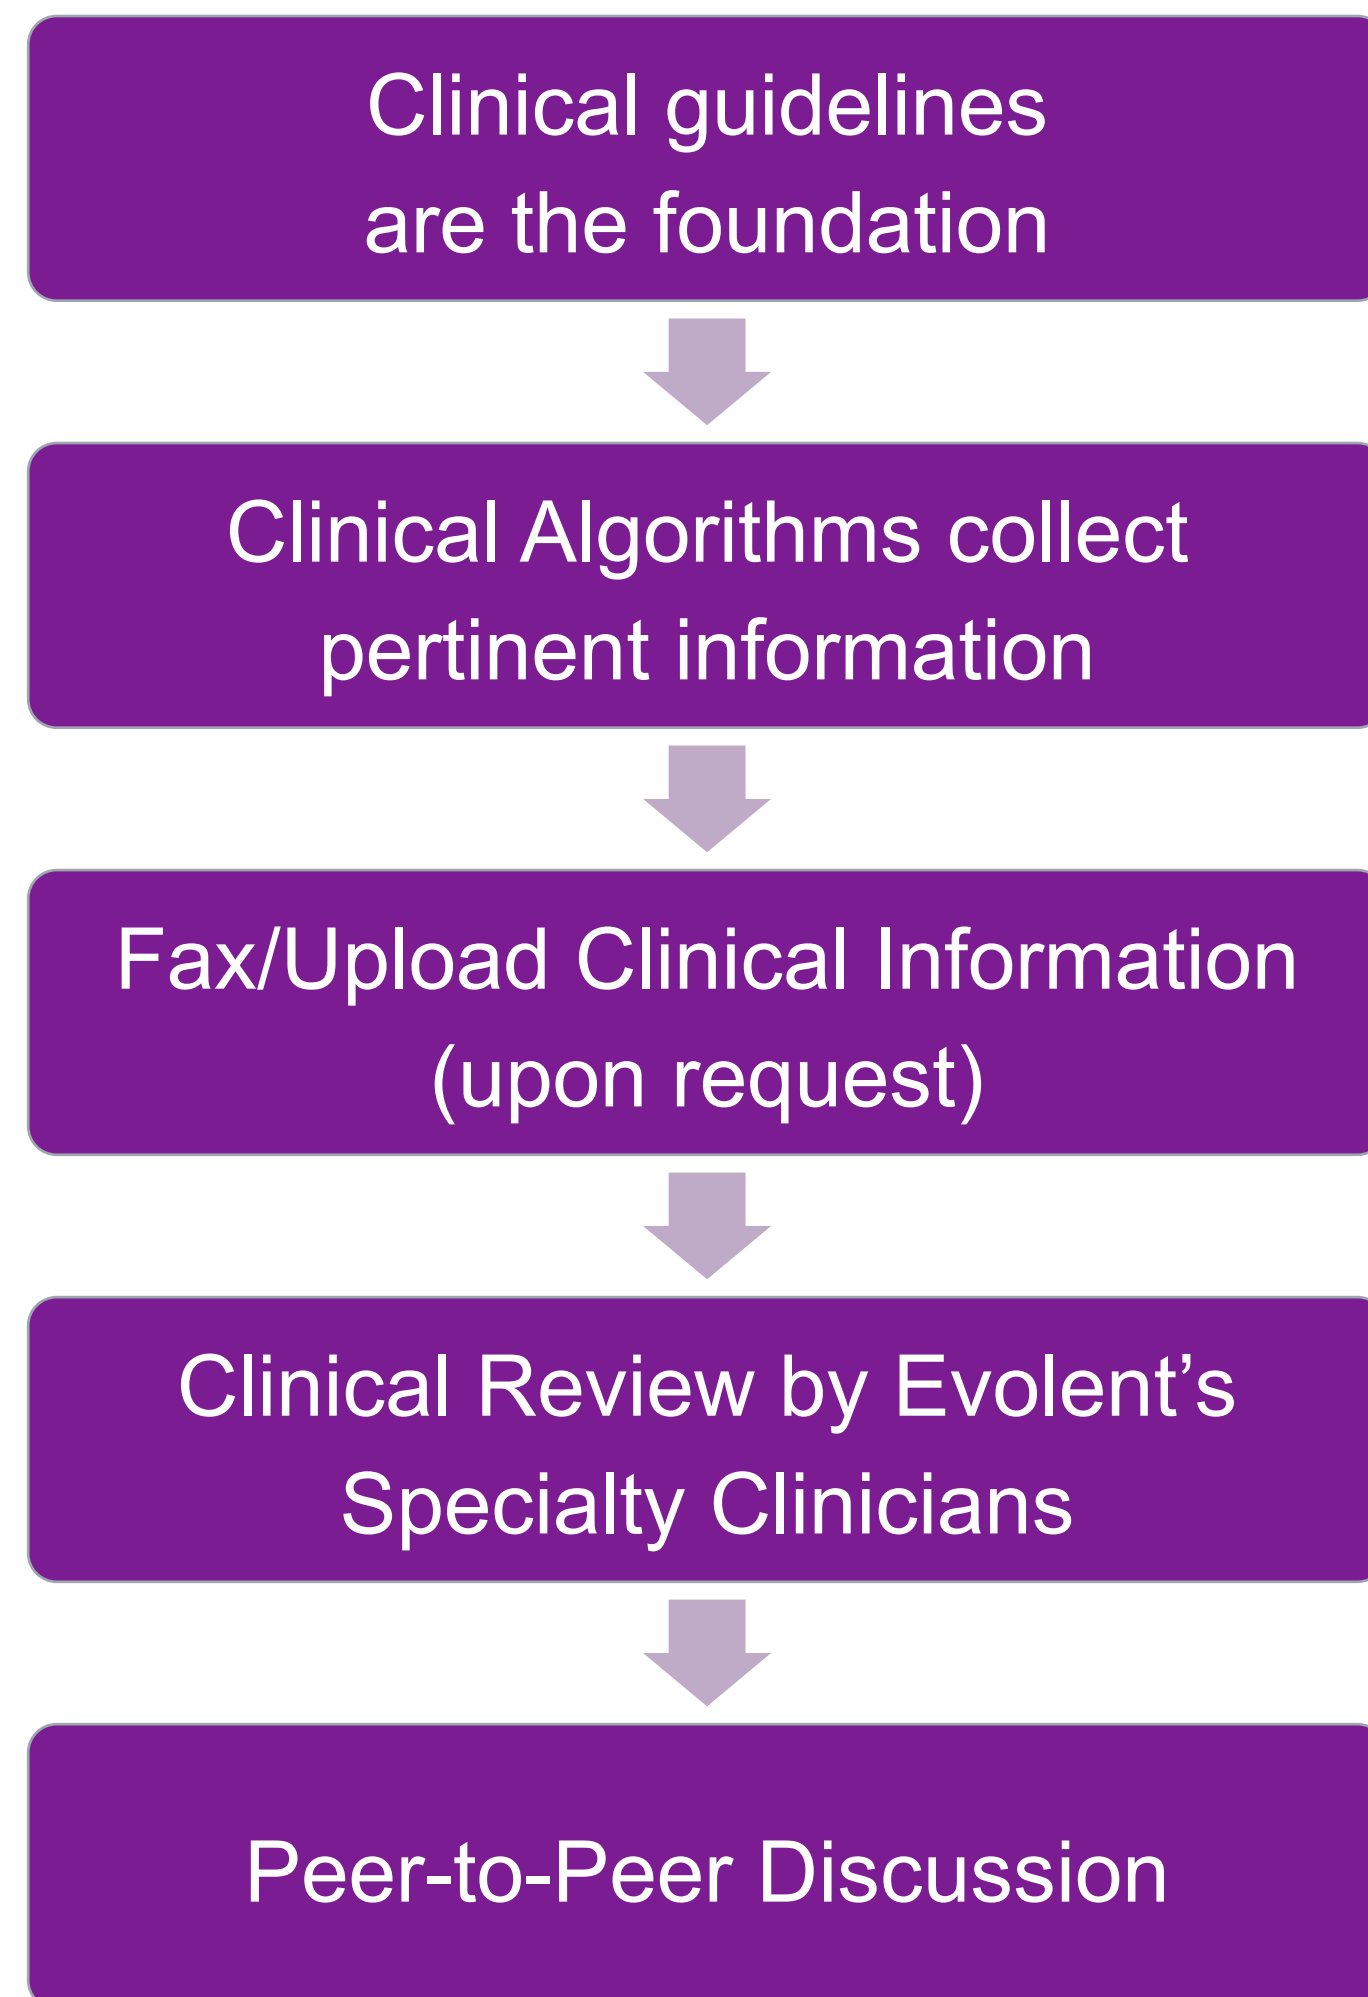 Clinical guidelines
are the foundation
Clinical Algorithms collect
pertinent information
Fax/Upload Clinical Information
(upon request)
Clinical Review by Evolent’s
Specialty Clinicians
Peer-to-Peer Discussion